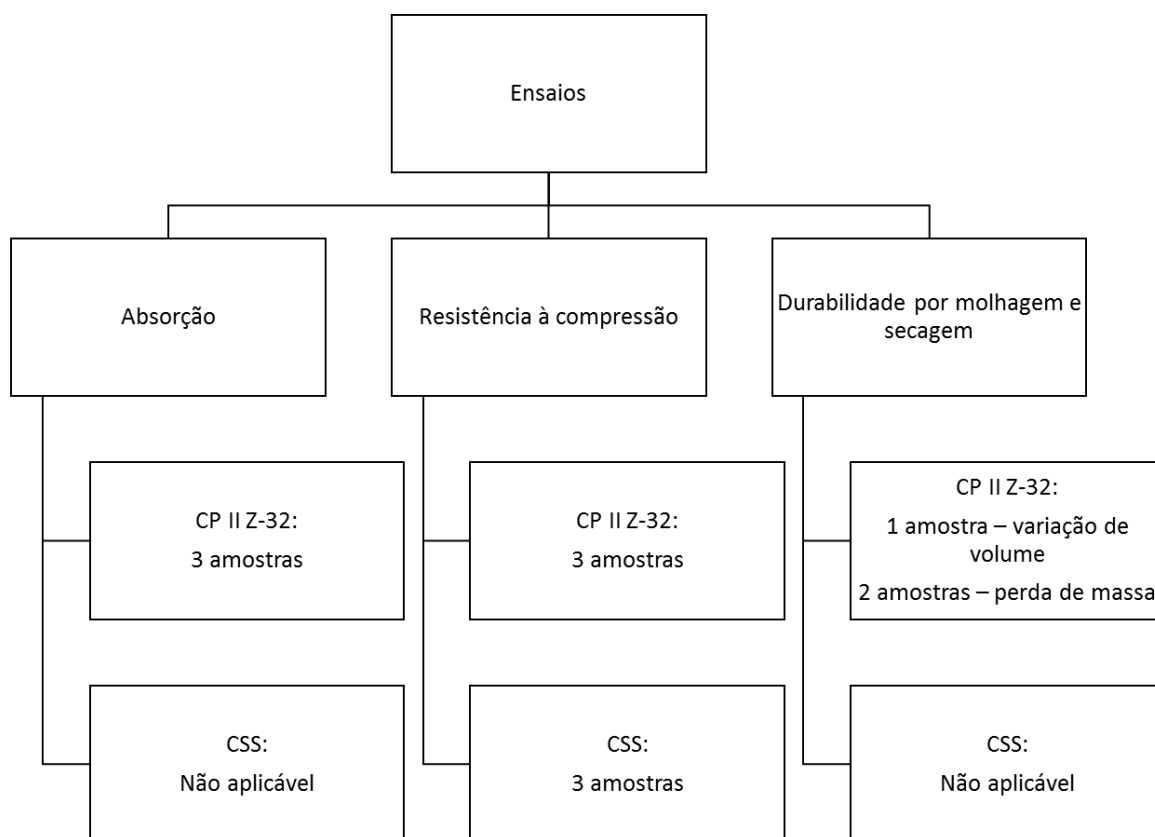 Ensaios
Absorção
Resistência à compressão
Durabilidade por molhagem e
secagem
CP II Z-32:
3 amostras
CP II Z-32:
3 amostras
CP II Z-32:
1 amostra – variação de
volume
2 amostras – perda de massa
CSS:
Não aplicável
CSS:
3 amostras
CSS:
Não aplicável